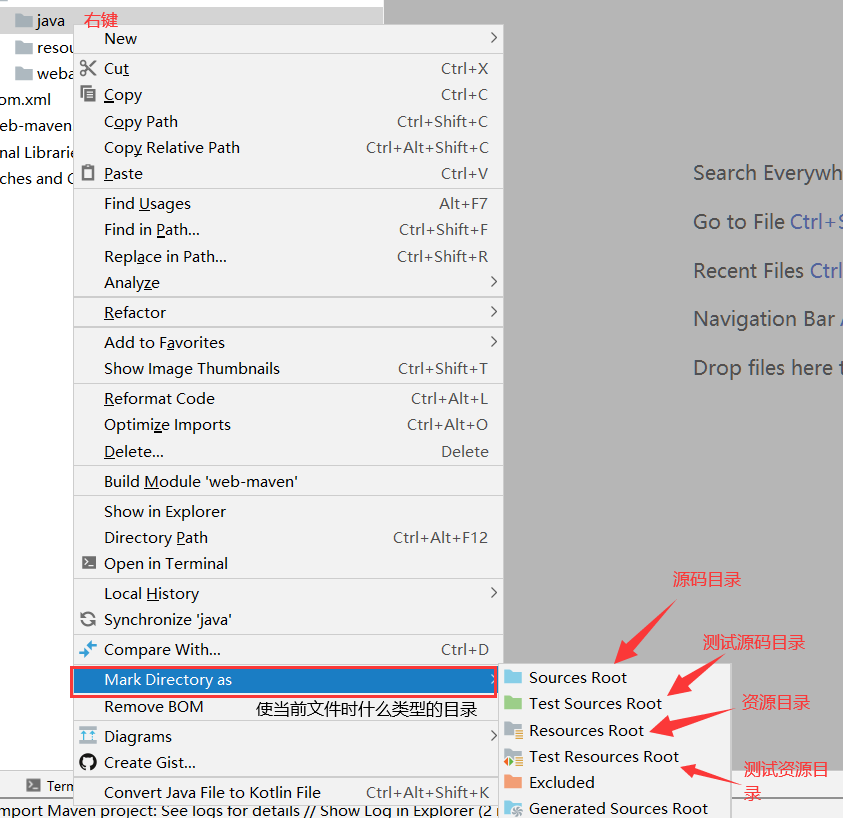 java 右键
New
resou
Cut Ctrl+X
weba
Copy Ctrl+C
om.xml
Copy Path Ctrl+Shift+C
eb-maven
Copy Relative Path Ctrl+Alt+Shift+C
nal Librarie
Paste Ctrl+V
ches and C
Find Usages Alt+F7
Find in Path... Ctrl+Shift+F
Replace in Path... Ctrl+Shift+R
Analyze
Refactor
Add to Favorites
Show Image Thumbnails Ctrl+Shift+T
Reformat Code Ctrl+Alt+L
Optimize Imports Ctrl+Alt+O
Delete... Delete
Build Module 'web-maven'
Show in Explorer
Directory Path Ctrl+Alt+F12
Open in Terminal
Local History
Synchronize 'java'
Compare With... Ctrl+D
Mark Directory as
Remove BOM 使当前文件时什么类型的目录
Diagrams
Create Gist...
Convert Java File to Kotlin File Ctrl+Alt+Shift+K
Search Everywh
Go to File Ctrl+S
Recent Files Ctrl
Navigation Bar A
Drop files here t
源码目录
Sources Root
测试源码目录
Test Sources Root
资源目录
Resources Root
Test Resources Root
测试资源目
录
Excluded
Generated Sources Root
Term
mport Maven project: See logs for details // Show Log in Explorer (2